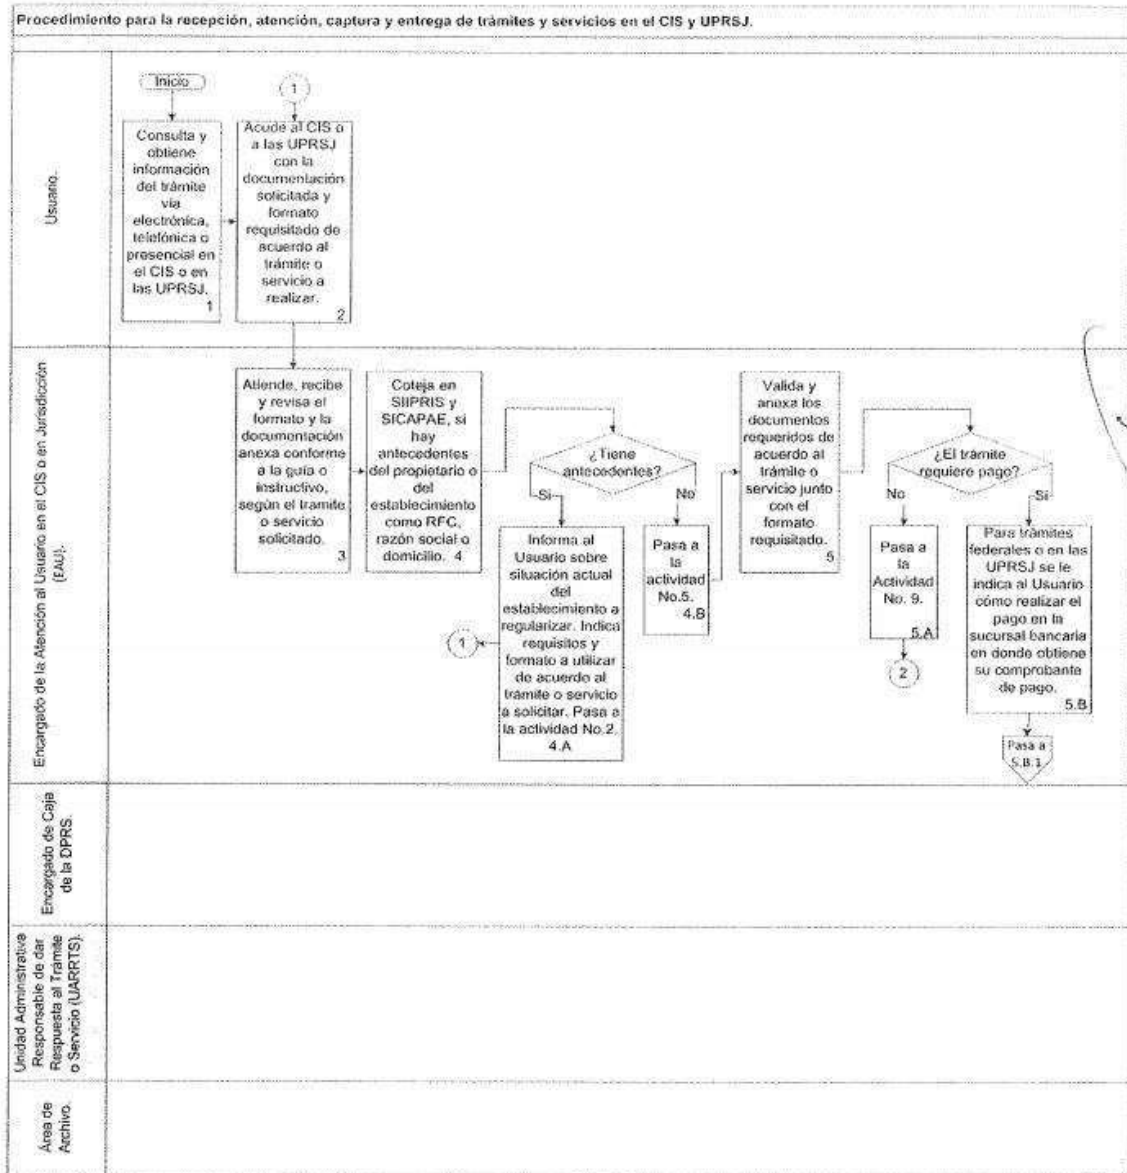 Procedimiento para la recepción, atención, captura y entrega de trámites y servicios en el CIS y UPRSJ.
Usuario.
Inicio
Consulta y
obtiene
información
del trámite
vía
electrónica,
telefónica o
presencial en
el CIS o en
las UPRSJ.
1
1
Acude al CIS o
a las UPRSJ
con la
documentación
solicitada y
formato
requisitado de
acuerdo al
trámite o
servicio a
realizar.
2
Encargado de la Atención al Usuario en el CIS o en Jurisdicción
(EAU).
Atiende, recibe
y revisa el
formato y la
documentación
anexa conforme
a la guía o
instructivo,
según el tramite
o servicio
solicitado.
3
Coteja en
SIIPRIS y
SICAPAE, si
hay
antecedentes
del propietario o
del
establecimiento
como RFC,
razón social o
domicilio. 4
¿Tiene
antecedentes?
Si
No
Informa al
Usuario sobre
situación actual
del
establecimiento a
regularizar. Indica
requisitos y
formato a utilizar
de acuerdo al
trámite o servicio
a solicitar. Pasa a
la actividad No.2.
4.A
1
Pasa a
la
actividad
No.5.
4.B
Valida y
anexa los
documentos
requeridos de
acuerdo al
trámite o
servicio junto
con el
formato
requisitado.
5
¿El trámite
requiere pago?
No
Si
Pasa a
la
Actividad
No. 9.
5.A
2
Para trámites
federales o en las
UPRSJ se le
indica al Usuario
cómo realizar el
pago en la
sucursal bancaria
en donde obtiene
su comprobante
de pago.
5.B
Pasa a
5.B.1
Encargado de Caja
de la DPRS.
Unidad Administrativa
Responsable de dar
Respuesta al Trámite
o Servicio (UARRTS).
Área de
Archivo.